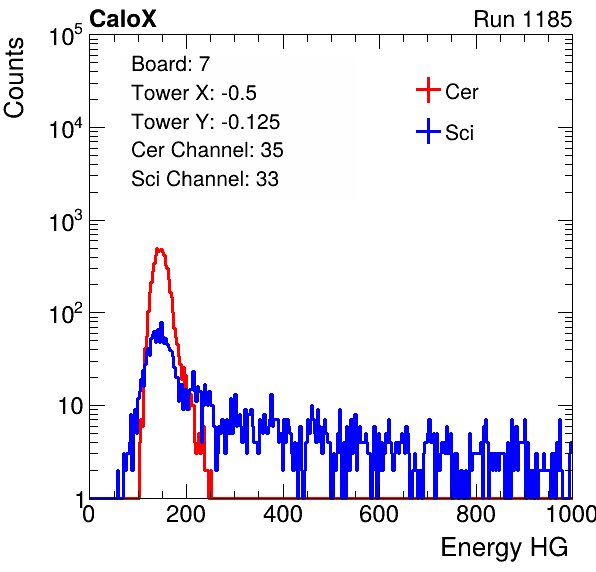 CaloX Run 1185
Counts
10^5
10^4
10^3
10^2
10
1
Board: 7
Tower X: -0.5
Tower Y: -0.125
Cer Channel: 35
Sci Channel: 33
Cer
Sci
0 200 400 600 800 1000
Energy HG